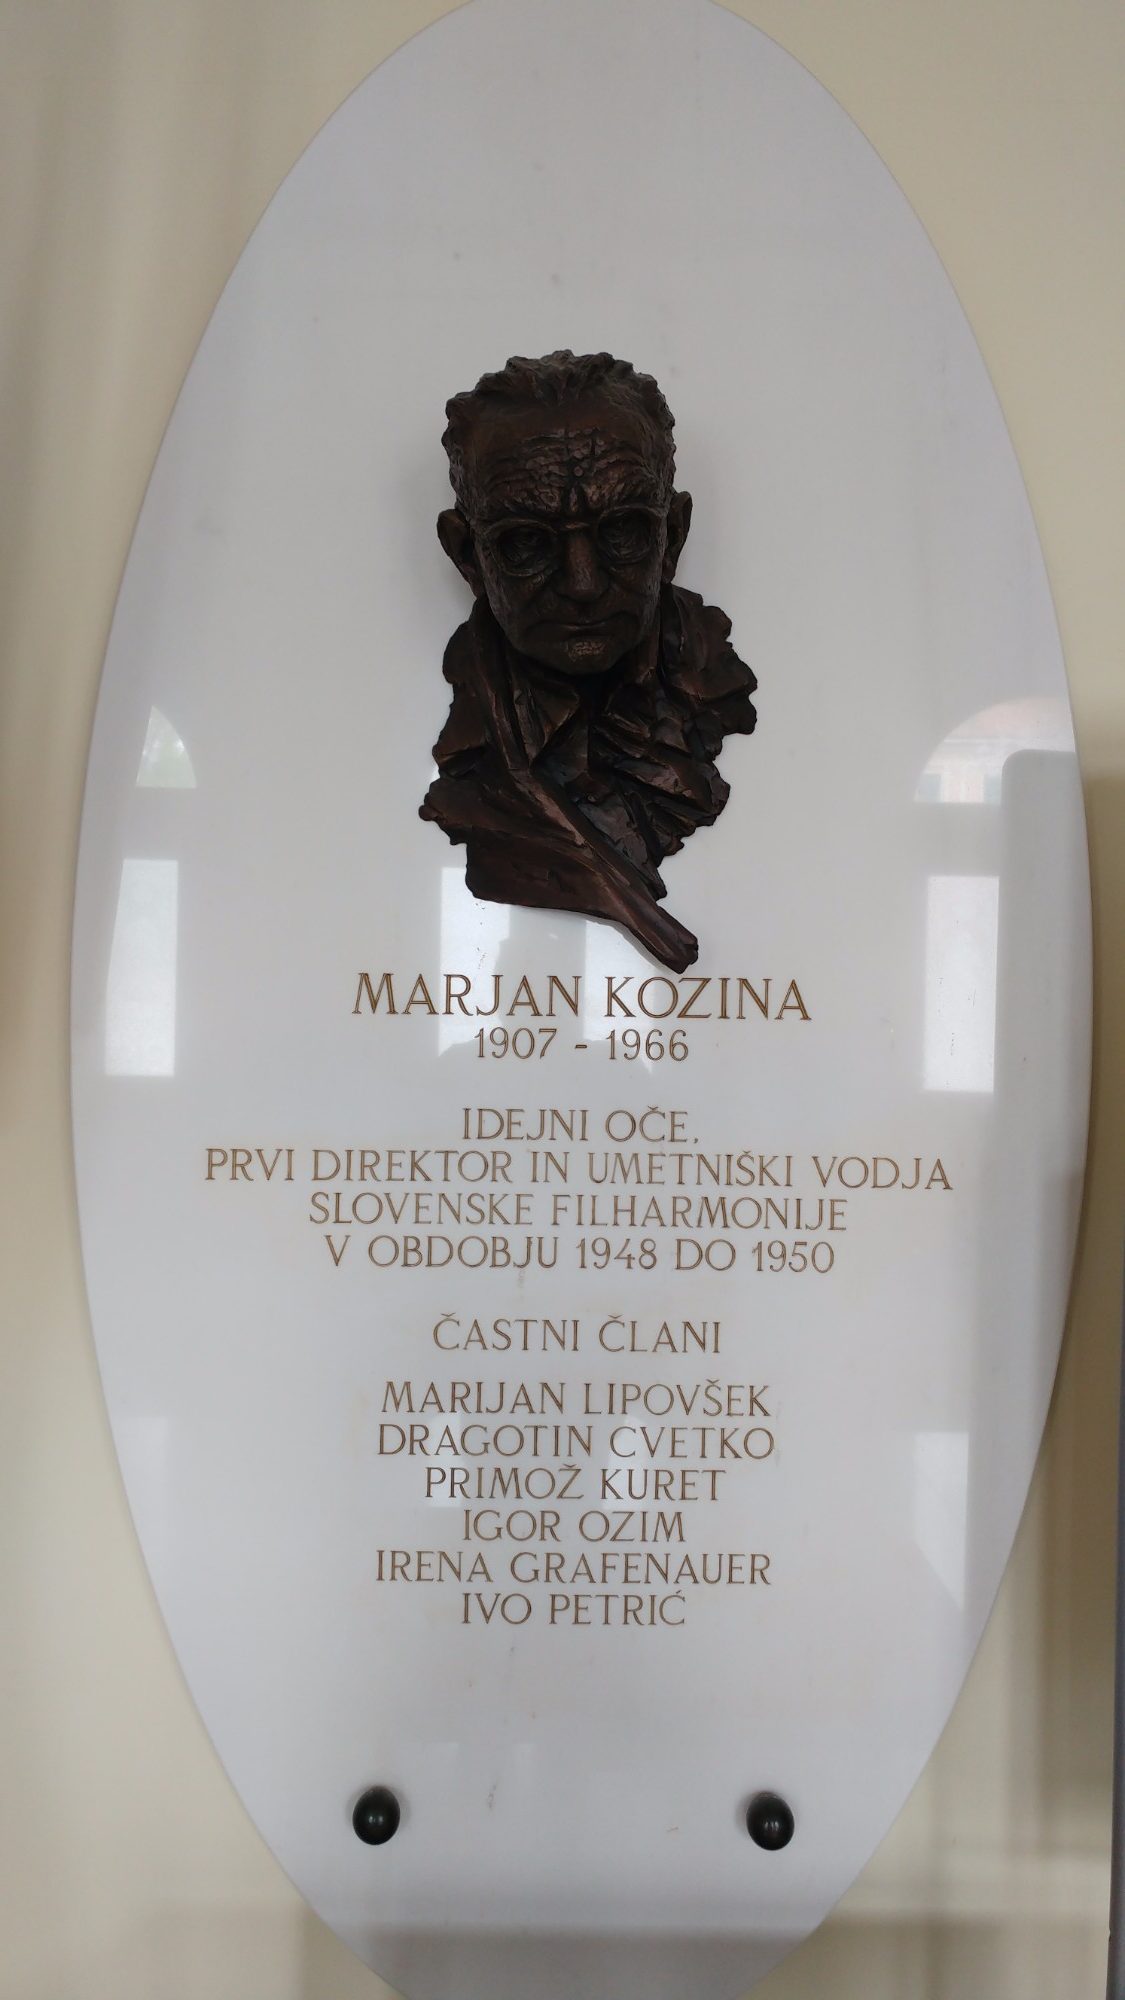 MARJAN KOZINA
1907 - 1966
IDEJNI OČE,
PRVI DIREKTOR IN UMETNIŠKI VODJA
SLOVENSKE FILHARMONIJE
V OBDOBJU 1948 DO 1950
ČASTNI ČLANI
MARIJAN LIPOVŠEK
DRAGOTIN CVETKO
PRIMOŽ KURET
IGOR OZIM
IRENA GRAFENAUER
IVO PETRIĆ